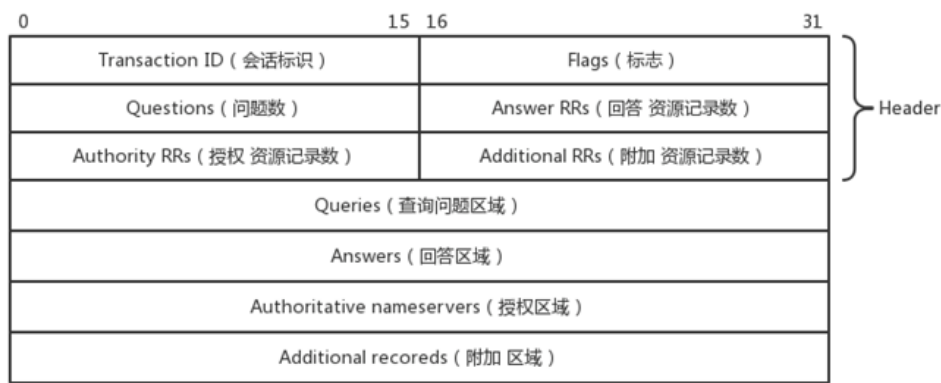 0 15 16 31
Transaction ID ( 会话标识 ) Flags ( 标志 )
Questions ( 问题数 ) Answer RRs ( 回答 资源记录数 ) Header
Authority RRs ( 授权 资源记录数 ) Additional RRs ( 附加 资源记录数 )
Queries ( 查询问题区域 )
Answers ( 回答区域 )
Authoritative nameservers ( 授权区域 )
Additional recoreds ( 附加 区域 )